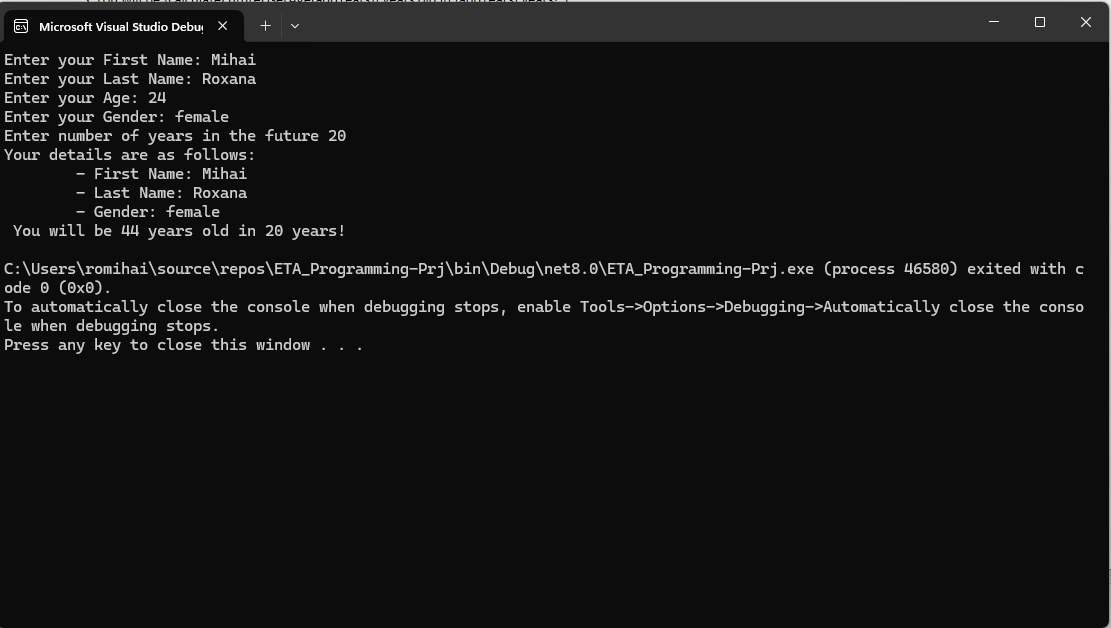 Microsoft Visual Studio Debug
Enter your First Name: Mihai
Enter your Last Name: Roxana
Enter your Age: 24
Enter your Gender: female
Enter number of years in the future 20
Your details are as follows:
- First Name: Mihai
- Last Name: Roxana
- Gender: female
You will be 44 years old in 20 years!
C:\Users\romihai\source\repos\ETA_Programming-Prj\bin\Debug\net8.0\ETA_Programming-Prj.exe (process 46580) exited with c
ode 0 (0x0).
To automatically close the console when debugging stops, enable Tools->Options->Debugging->Automatically close the conso
le when debugging stops.
Press any key to close this window . . .